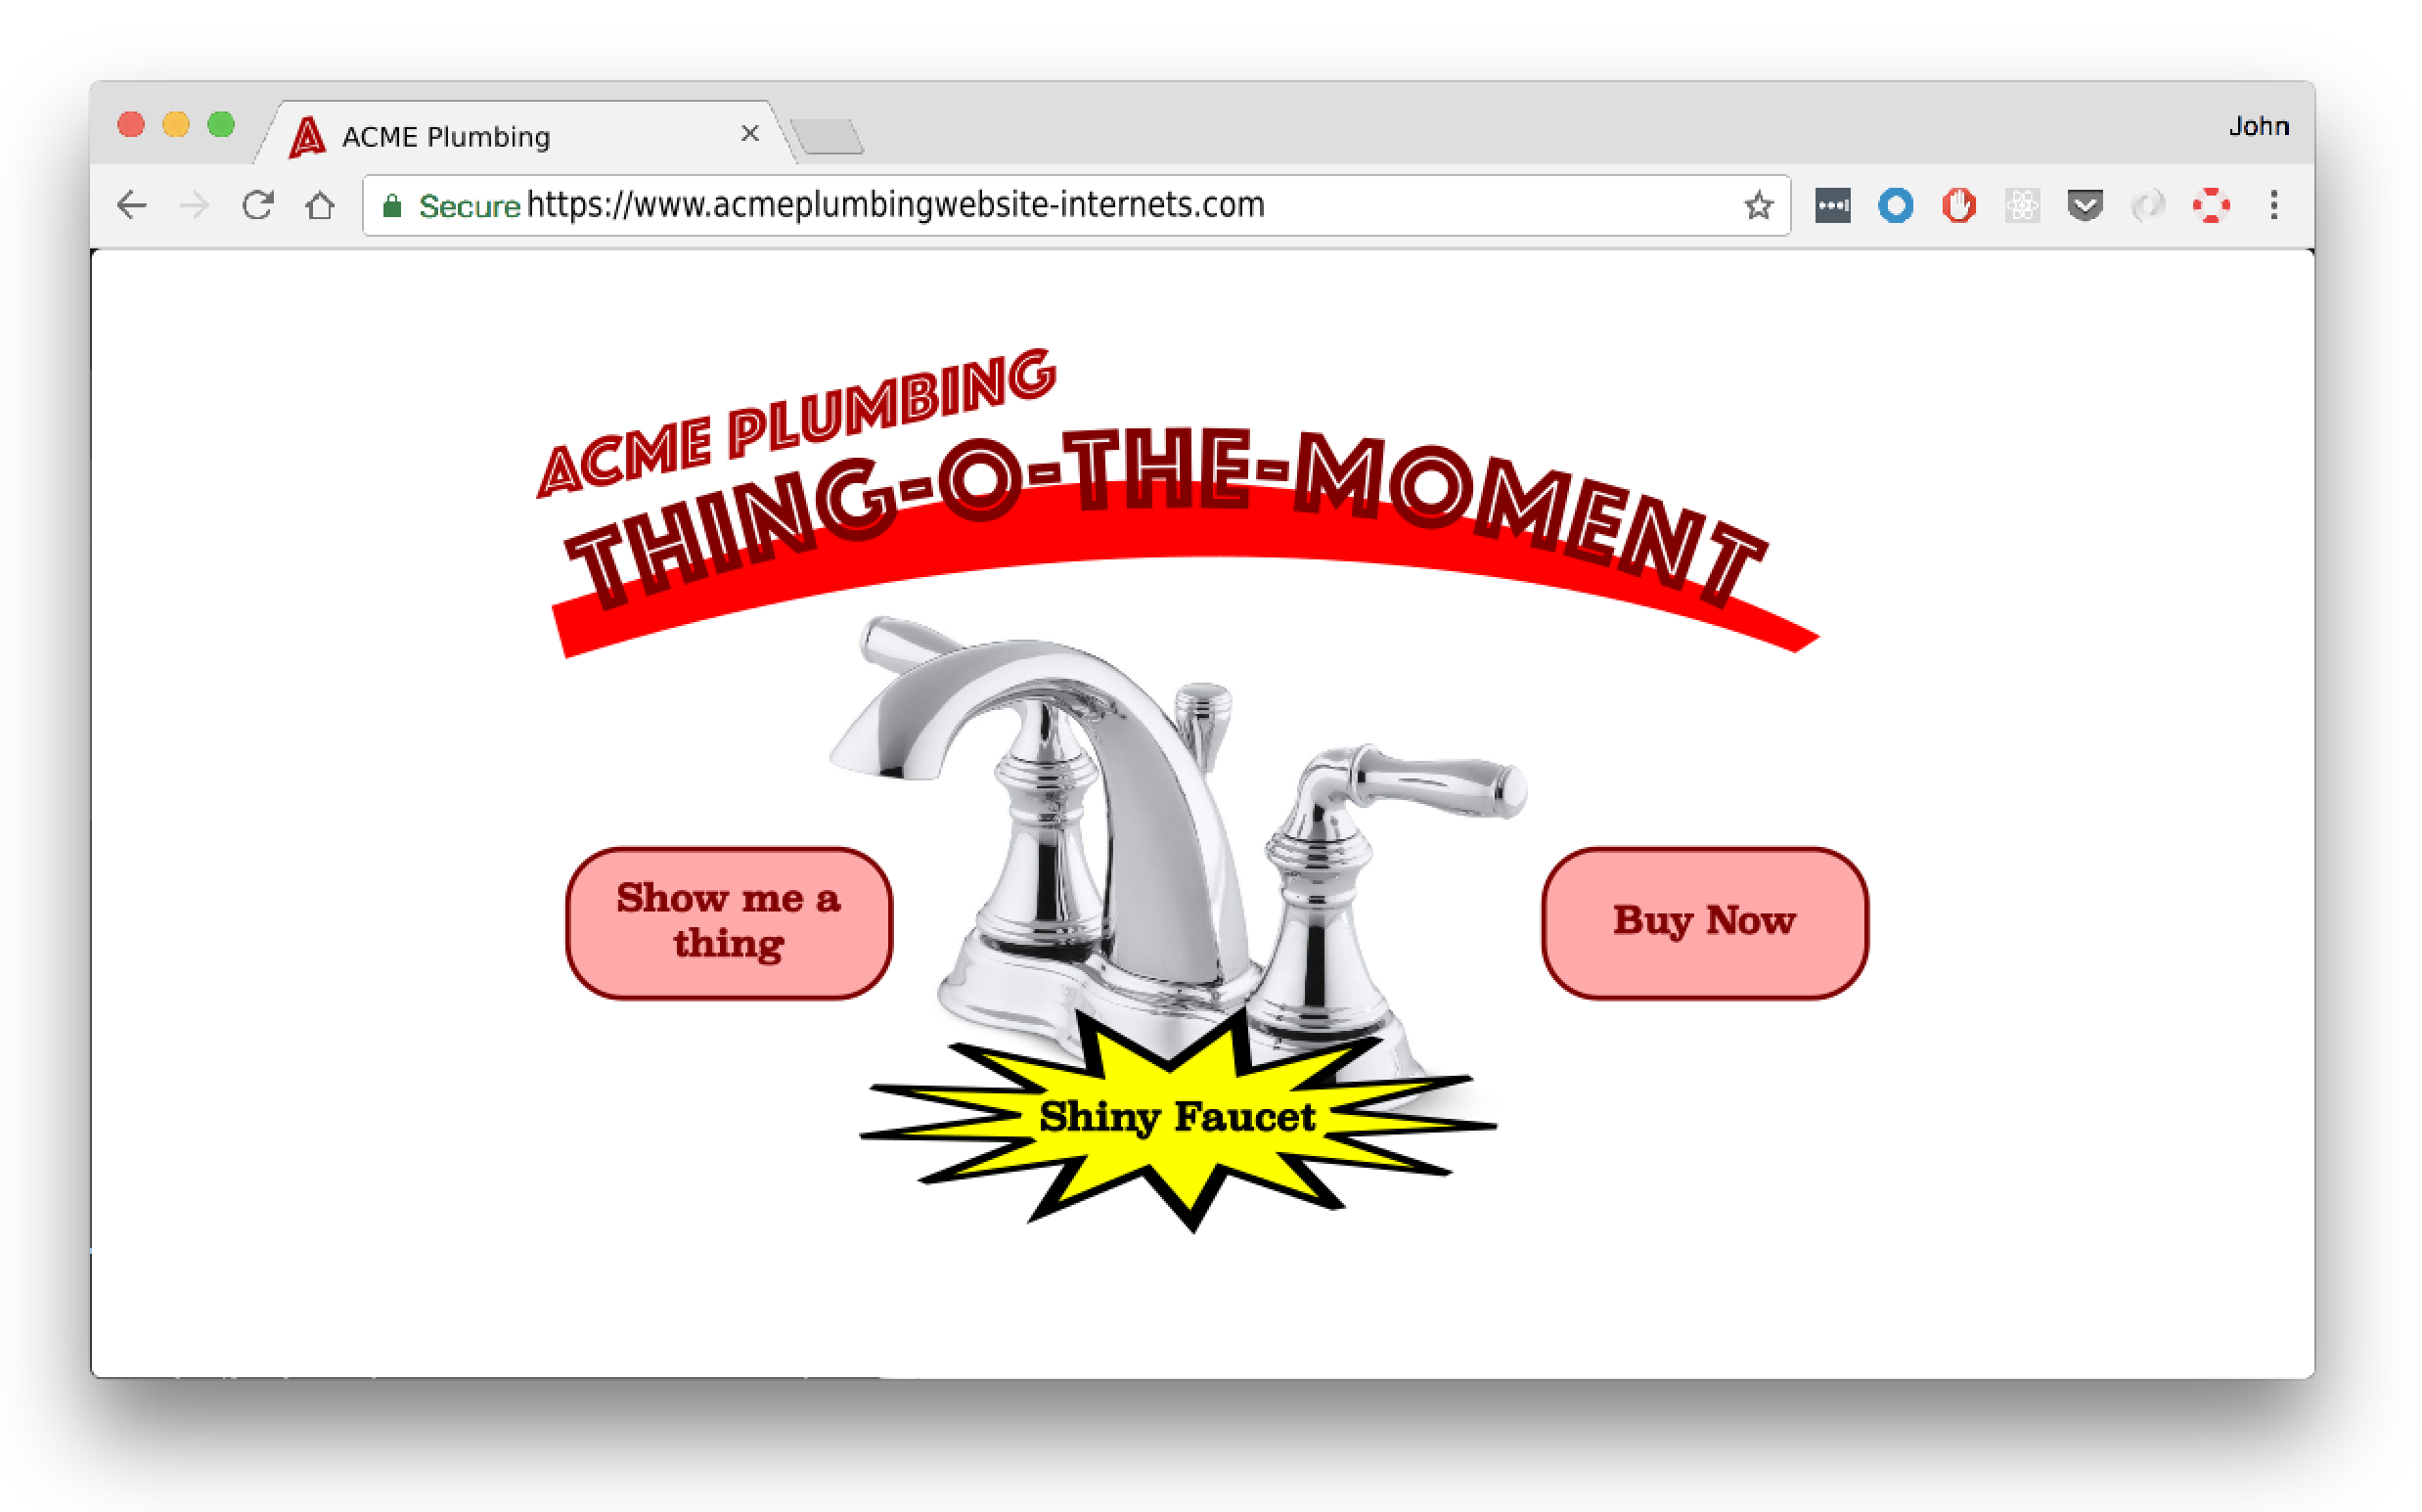 ACME Plumbing
John
Secure https://www.acmeplumbingwebsite-internets.com
ACME PLUMBING
THING-O-THE-MOMENT
Show me a
thing
Buy Now
Shiny Faucet